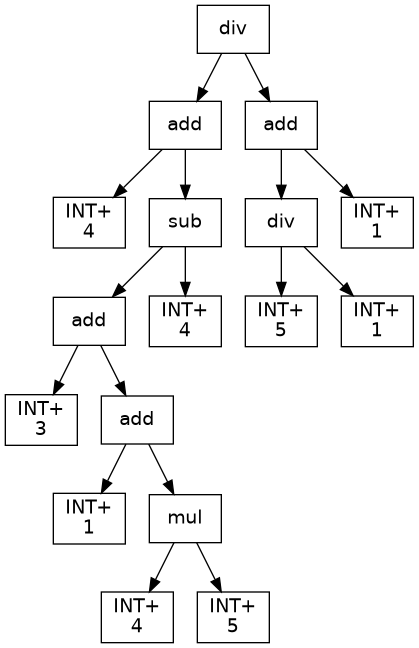 div
add
add
INT+
4
sub
div
INT+
1
add
INT+
4
INT+
5
INT+
1
INT+
3
add
INT+
1
mul
INT+
4
INT+
5